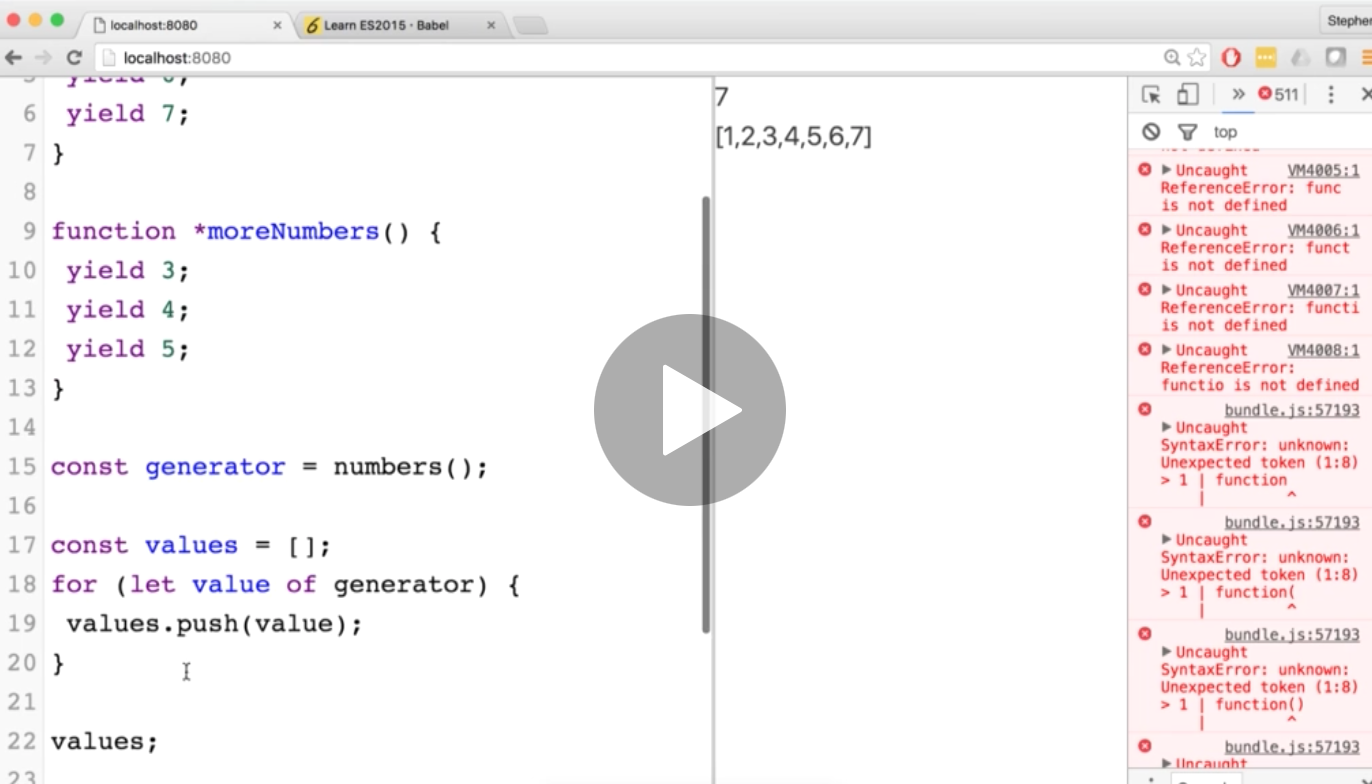 localhost:8080
Learn ES2015 · Babel
Stephen
localhost:8080
5 yield 6;
6 yield 7;
7 }
8
9 function *moreNumbers() {
10 yield 3;
11 yield 4;
12 yield 5;
13 }
14
15 const generator = numbers();
16
17 const values = [];
18 for (let value of generator) {
19 values.push(value);
20 }
21
22 values;
23
7
[1,2,3,4,5,6,7]
» 511
top
not defined
▶ Uncaught VM4005:1
ReferenceError: func
is not defined
▶ Uncaught VM4006:1
ReferenceError: funct
is not defined
▶ Uncaught VM4007:1
ReferenceError: functi
is not defined
▶ Uncaught VM4008:1
ReferenceError:
functio is not defined
bundle.js:57193
▶ Uncaught
SyntaxError: unknown:
Unexpected token (1:8)
> 1 | function
| ^
bundle.js:57193
▶ Uncaught
SyntaxError: unknown:
Unexpected token (1:8)
> 1 | function(
| ^
bundle.js:57193
▶ Uncaught
SyntaxError: unknown:
Unexpected token (1:8)
> 1 | function()
| ^
bundle.js:57193
▶ Uncaught